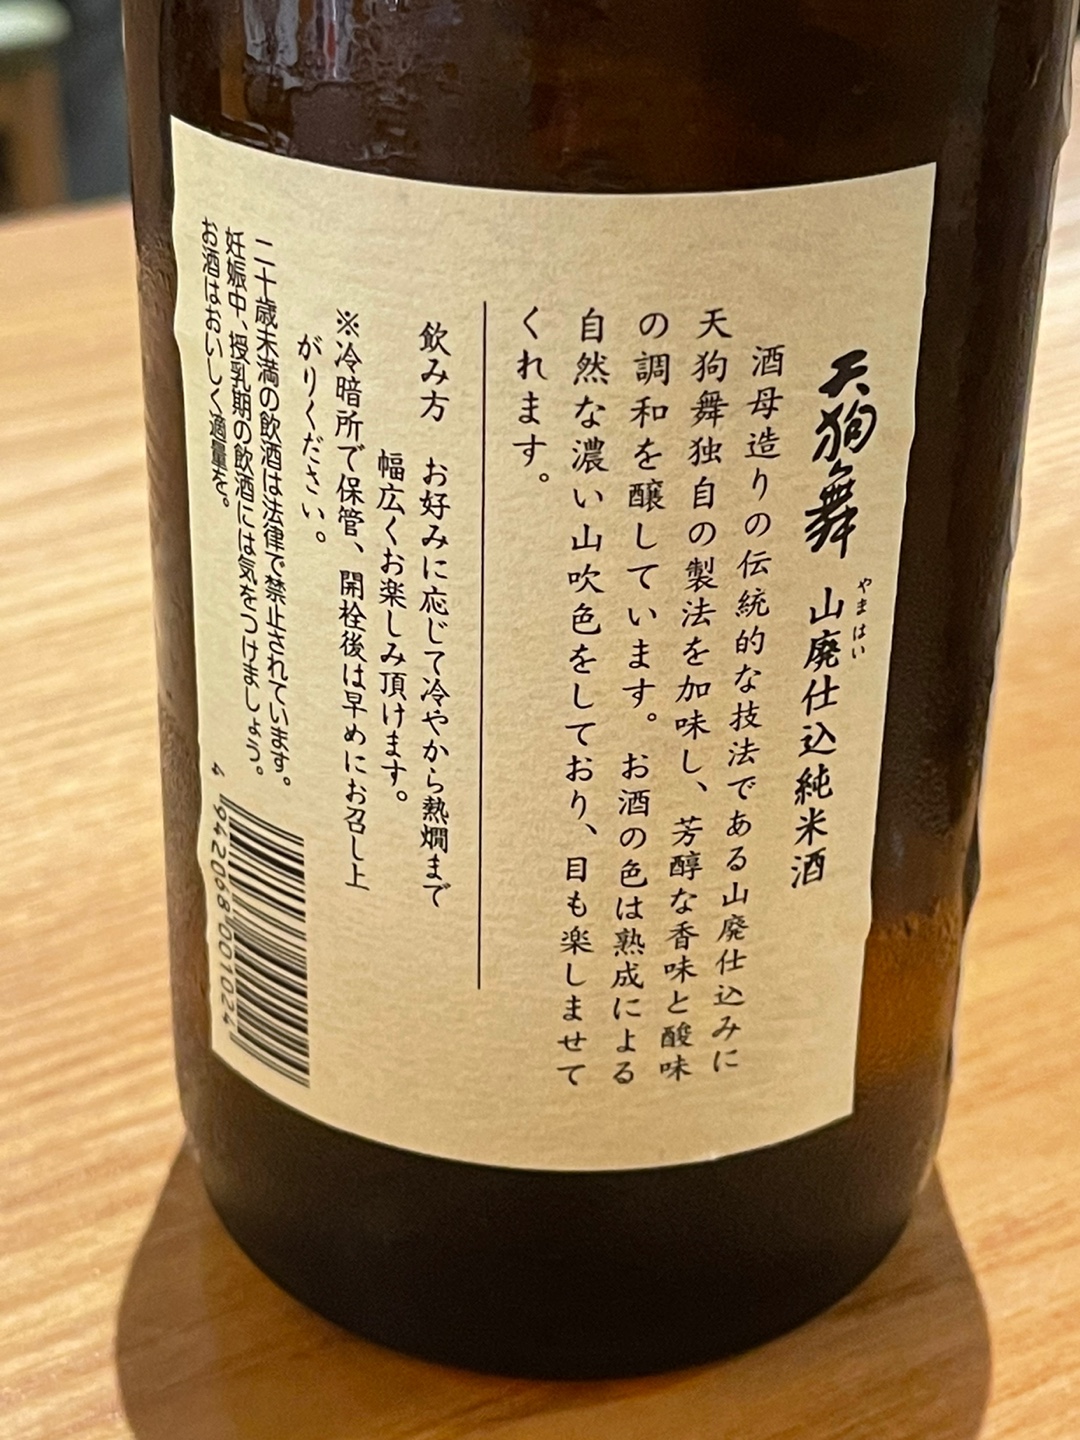 天狗舞 山廃仕込純米酒
やまはい
酒母造りの伝統的な技法である山廃仕込みに
天狗舞独自の製法を加味し、芳醇な香味と酸味
の調和を醸しています。お酒の色は熟成による
自然な濃い山吹色をしており、目も楽しませて
くれます。
飲み方 お好みに応じて冷やから熱燗まで
幅広くお楽しみ頂けます。
※冷暗所で保管、開栓後は早めにお召し上
がりください。
二十歳未満の飲酒は法律で禁止されています。
妊娠中、授乳期の飲酒には気をつけましょう。
お酒はおいしく適量を。
4 942068 001024